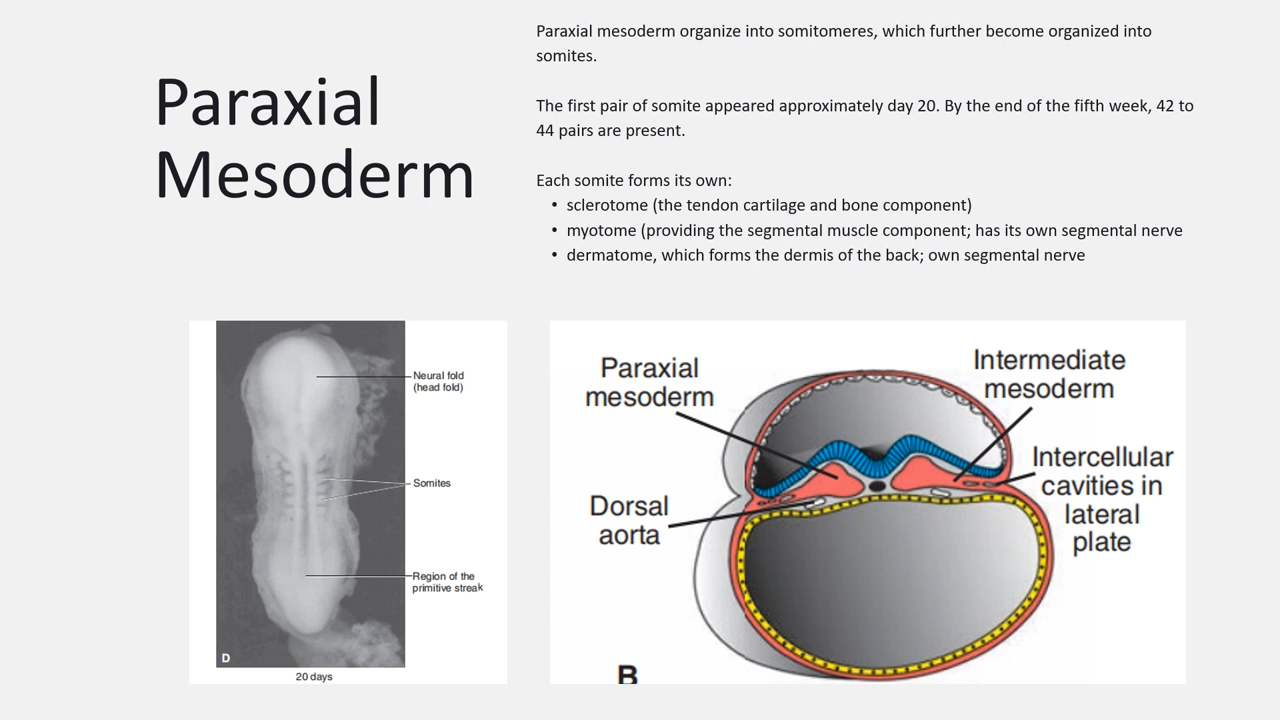 Paraxial
Mesoderm
Paraxial mesoderm organize into somitomeres, which further become organized into
somites.
The first pair of somite appeared approximately day 20. By the end of the fifth week, 42 to
44 pairs are present.
Each somite forms its own:
• sclerotome (the tendon cartilage and bone component)
• myotome (providing the segmental muscle component; has its own segmental nerve
• dermatome, which forms the dermis of the back; own segmental nerve
Neural fold
(head fold)
Somites
Region of the
primitive streak
D
20 days
Paraxial
mesoderm
Intermediate
mesoderm
Intercellular
cavities in
lateral
plate
Dorsal
aorta
B